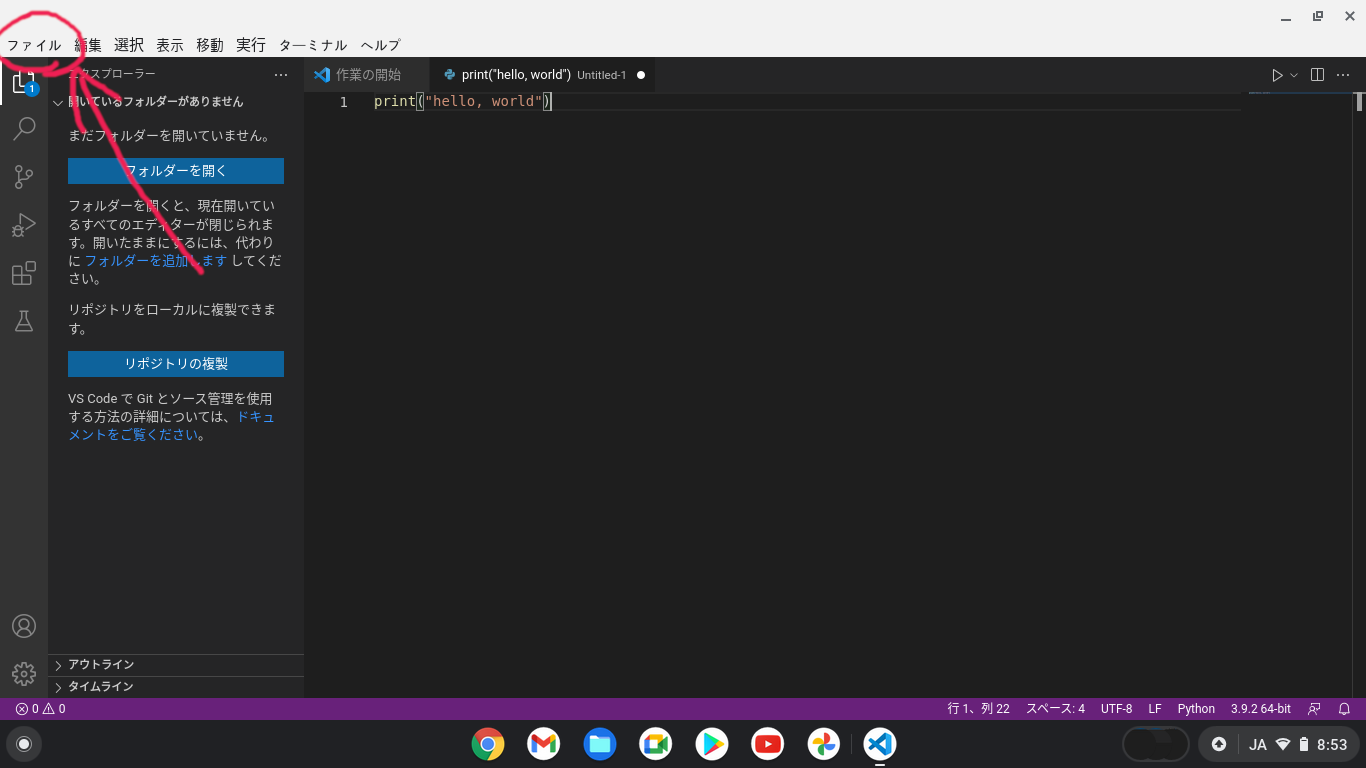 ファイル 編集 選択 表示 移動 実行 ターミナル ヘルプ
エクスプローラー
作業の開始
print("hello, world") Untitled-1
1
開いているフォルダーがありません
1 print("hello, world")
まだフォルダーを開いていません。
フォルダーを開く
フォルダーを開くと、現在開いてい
るすべてのエディターが閉じられま
す。開いたままにするには、代わり
に フォルダーを追加します してくだ
さい。
リポジトリをローカルに複製できま
す。
リポジトリの複製
VS Code で Git とソース管理を使用
する方法の詳細については、ドキュ
メントをご覧ください。
アウトライン
タイムライン
0 0
行 1、列 22 スペース: 4 UTF-8 LF Python 3.9.2 64-bit
JA 8:53